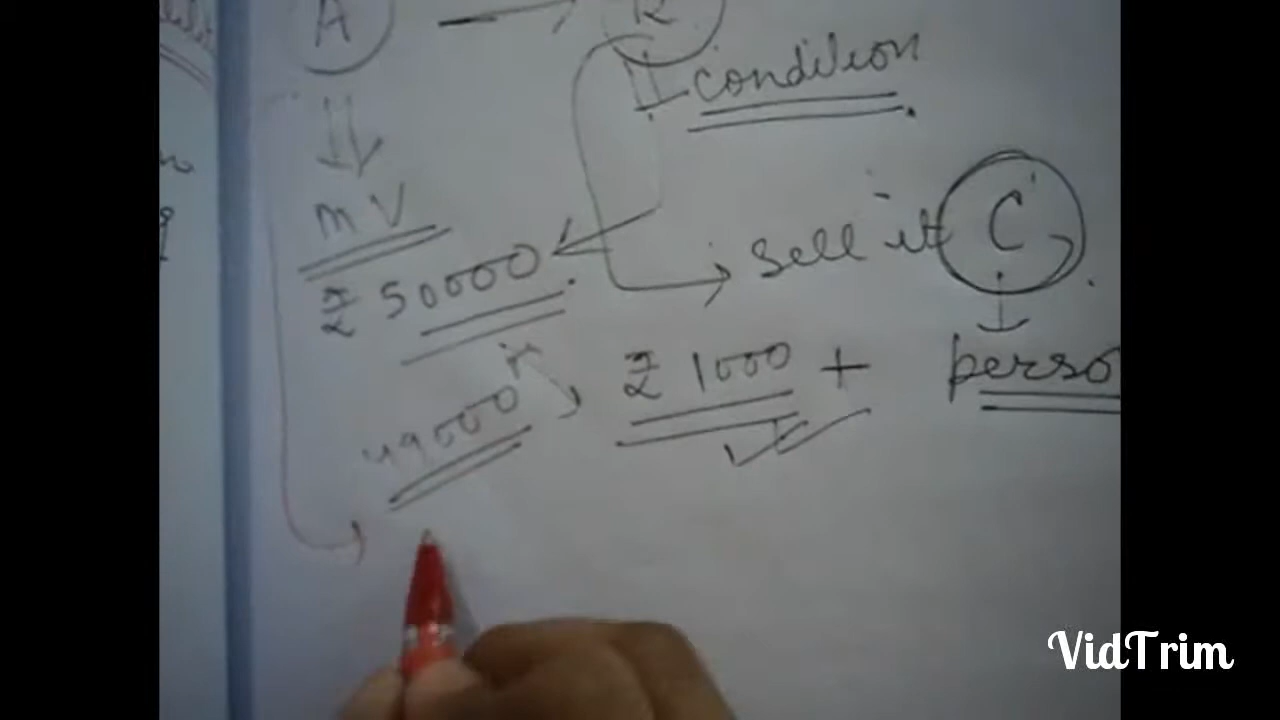 A
condition
mV
₹ 50000
sell it C
₹ 1000 + perso
49000
VidTrim